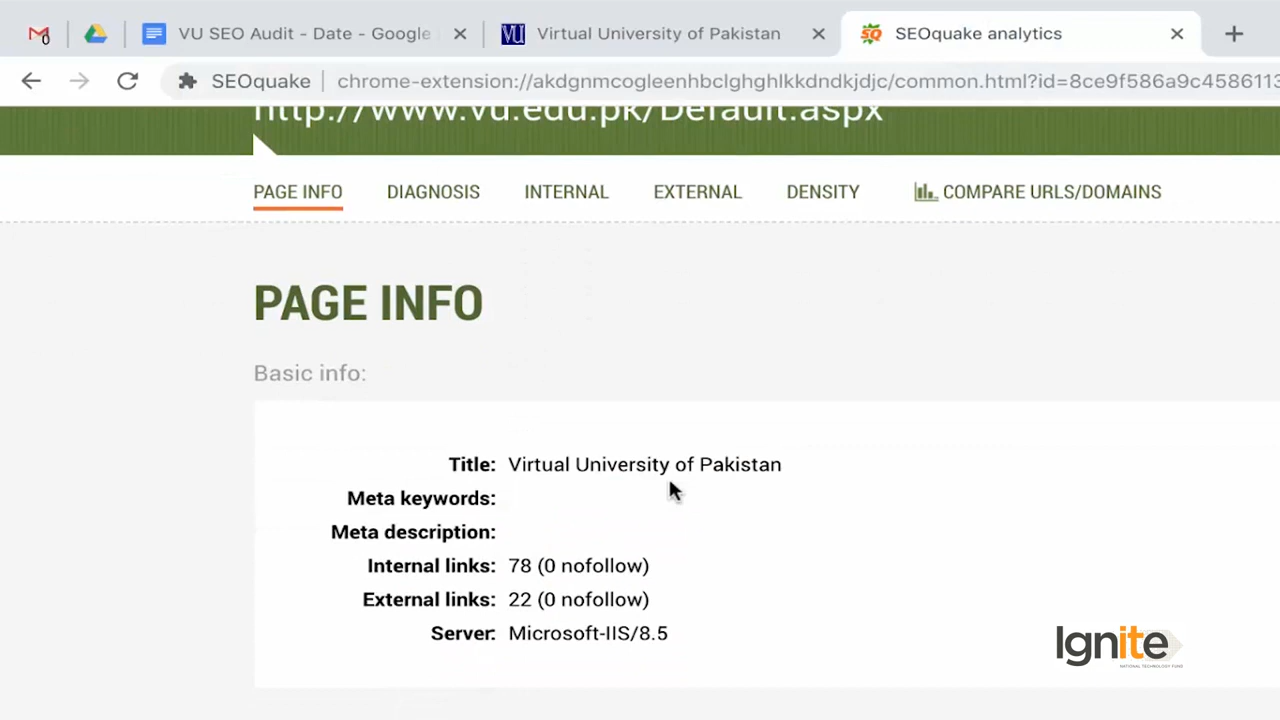 VU SEO Audit - Date - Google
Virtual University of Pakistan
SEOquake analytics
SEOquake
chrome-extension://akdgnmcogleenhbclghghlkkdndkjdjc/common.html?id=8ce9f586a9c4586113
http://www.vu.edu.pk/Default.aspx
PAGE INFO
DIAGNOSIS
INTERNAL
EXTERNAL
DENSITY
COMPARE URLS/DOMAINS
PAGE INFO
Basic info:
Title: Virtual University of Pakistan
Meta keywords:
Meta description:
Internal links: 78 (0 nofollow)
External links: 22 (0 nofollow)
Server: Microsoft-IIS/8.5
Ignite
NATIONAL TECHNOLOGY FUND